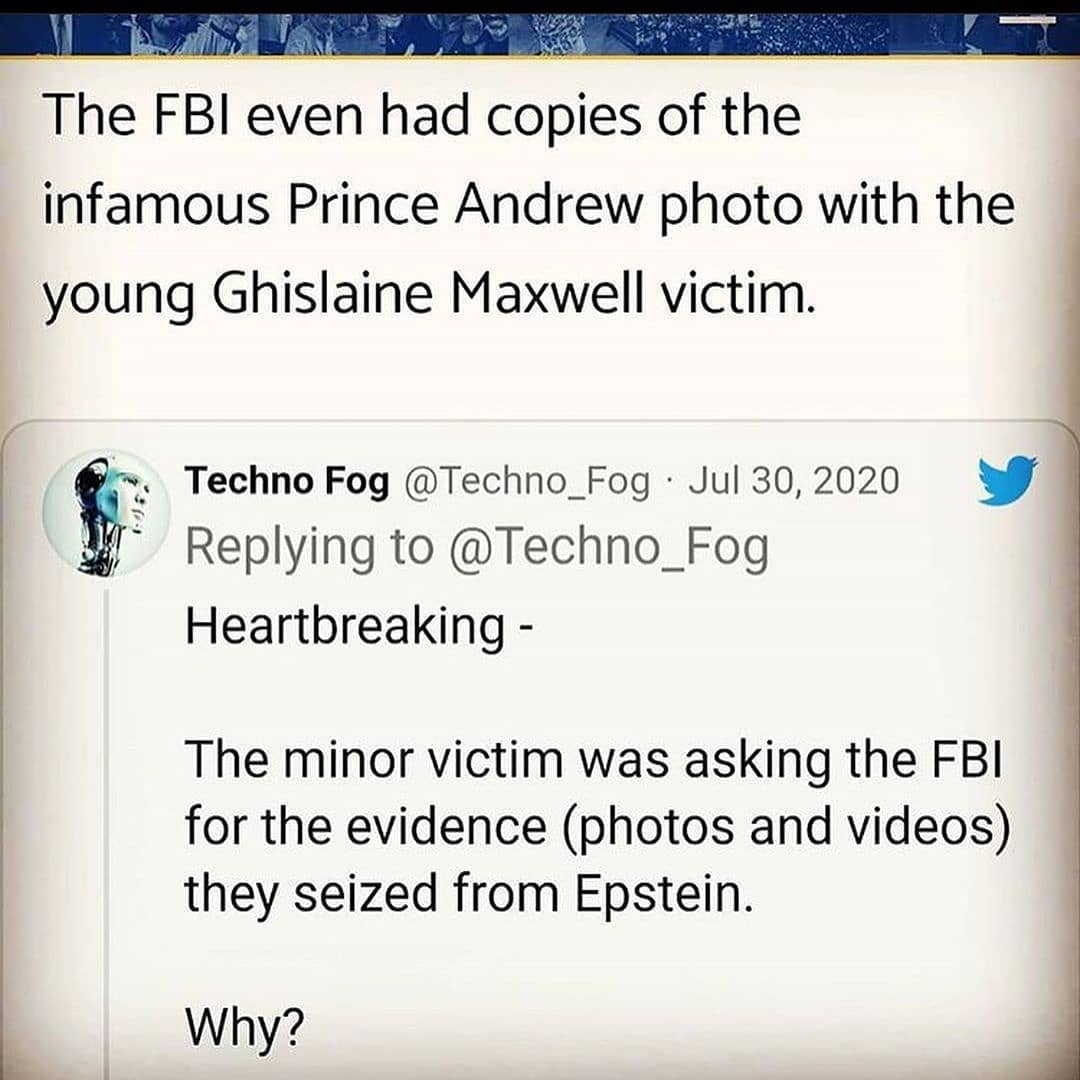 The FBI even had copies of the
infamous Prince Andrew photo with the
young Ghislaine Maxwell victim.
Techno Fog @Techno_Fog · Jul 30, 2020
Replying to @Techno_Fog
Heartbreaking -
The minor victim was asking the FBI
for the evidence (photos and videos)
they seized from Epstein.
Why?